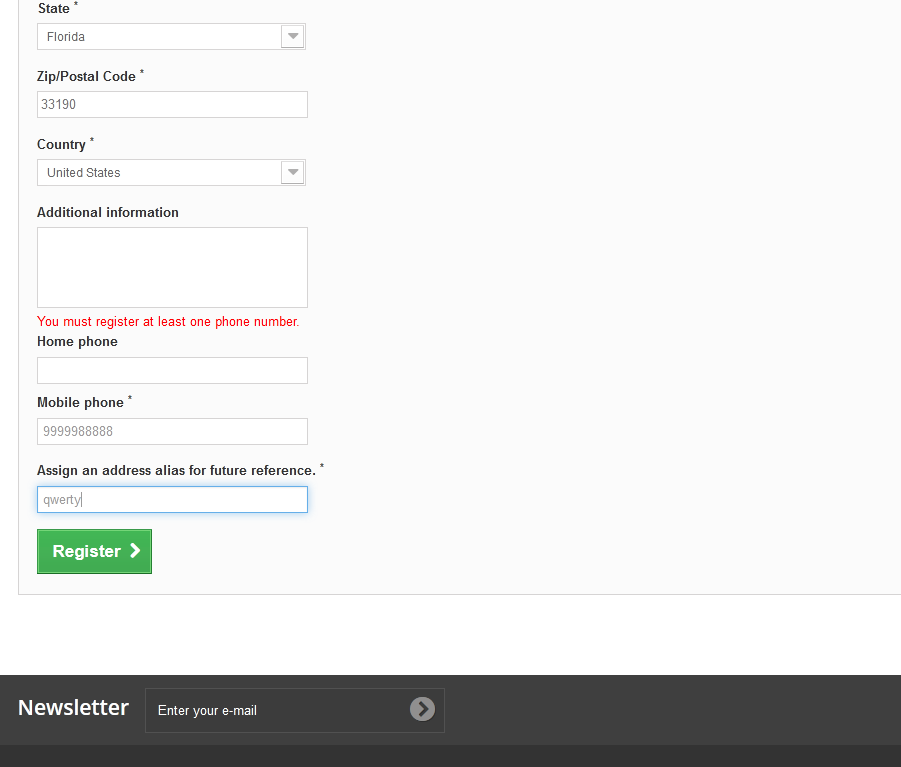 State *
Florida
Zip/Postal Code *
33190
Country *
United States
Additional information
You must register at least one phone number.
Home phone
Mobile phone *
9999988888
Assign an address alias for future reference. *
qwerty
Register
Newsletter
Enter your e-mail